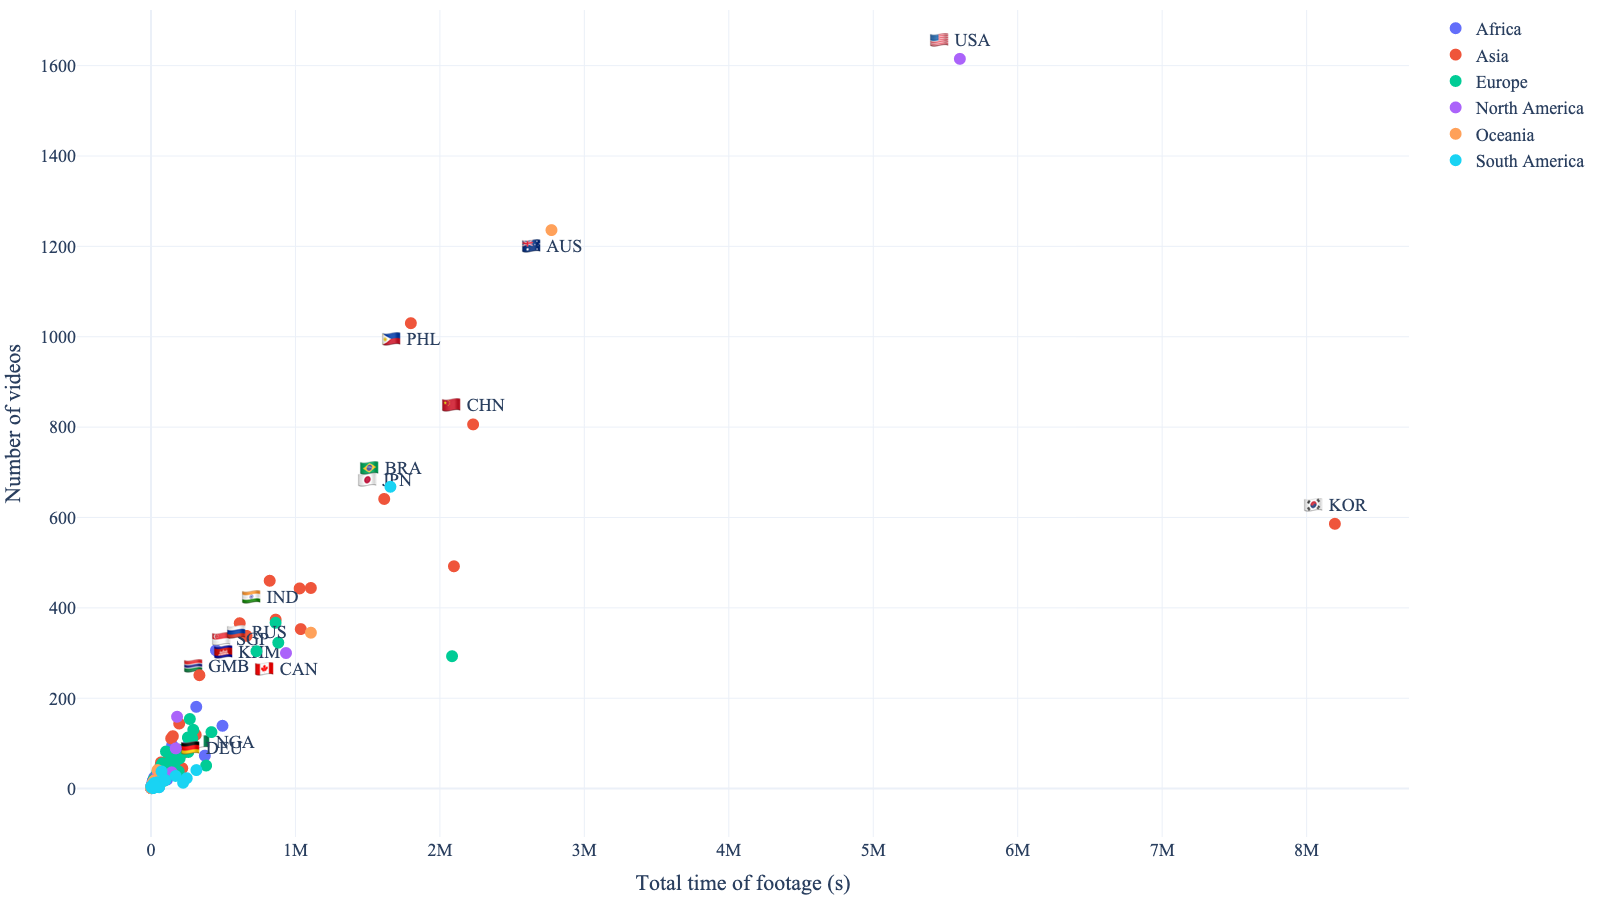 Africa
Asia
Europe
North America
Oceania
South America
USA
AUS
PHL
CHN
BRA
JPN
KOR
IND
RUS
SGP
KHM
GMB
CAN
NGA
DEU
1600
1400
1200
1000
800
600
400
200
0
Number of videos
0
1M
2M
3M
4M
5M
6M
7M
8M
Total time of footage (s)